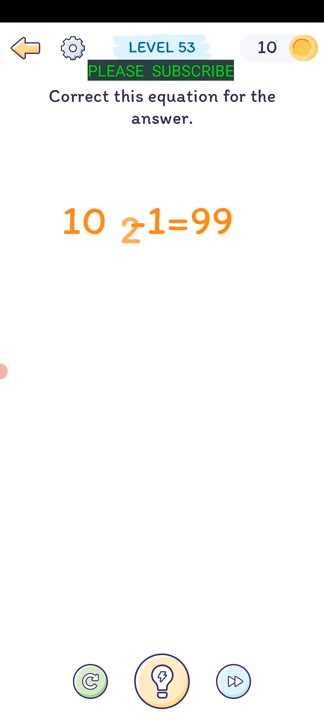 LEVEL 53
10
PLEASE SUBSCRIBE
Correct this equation for the
answer.
10 2-1=99